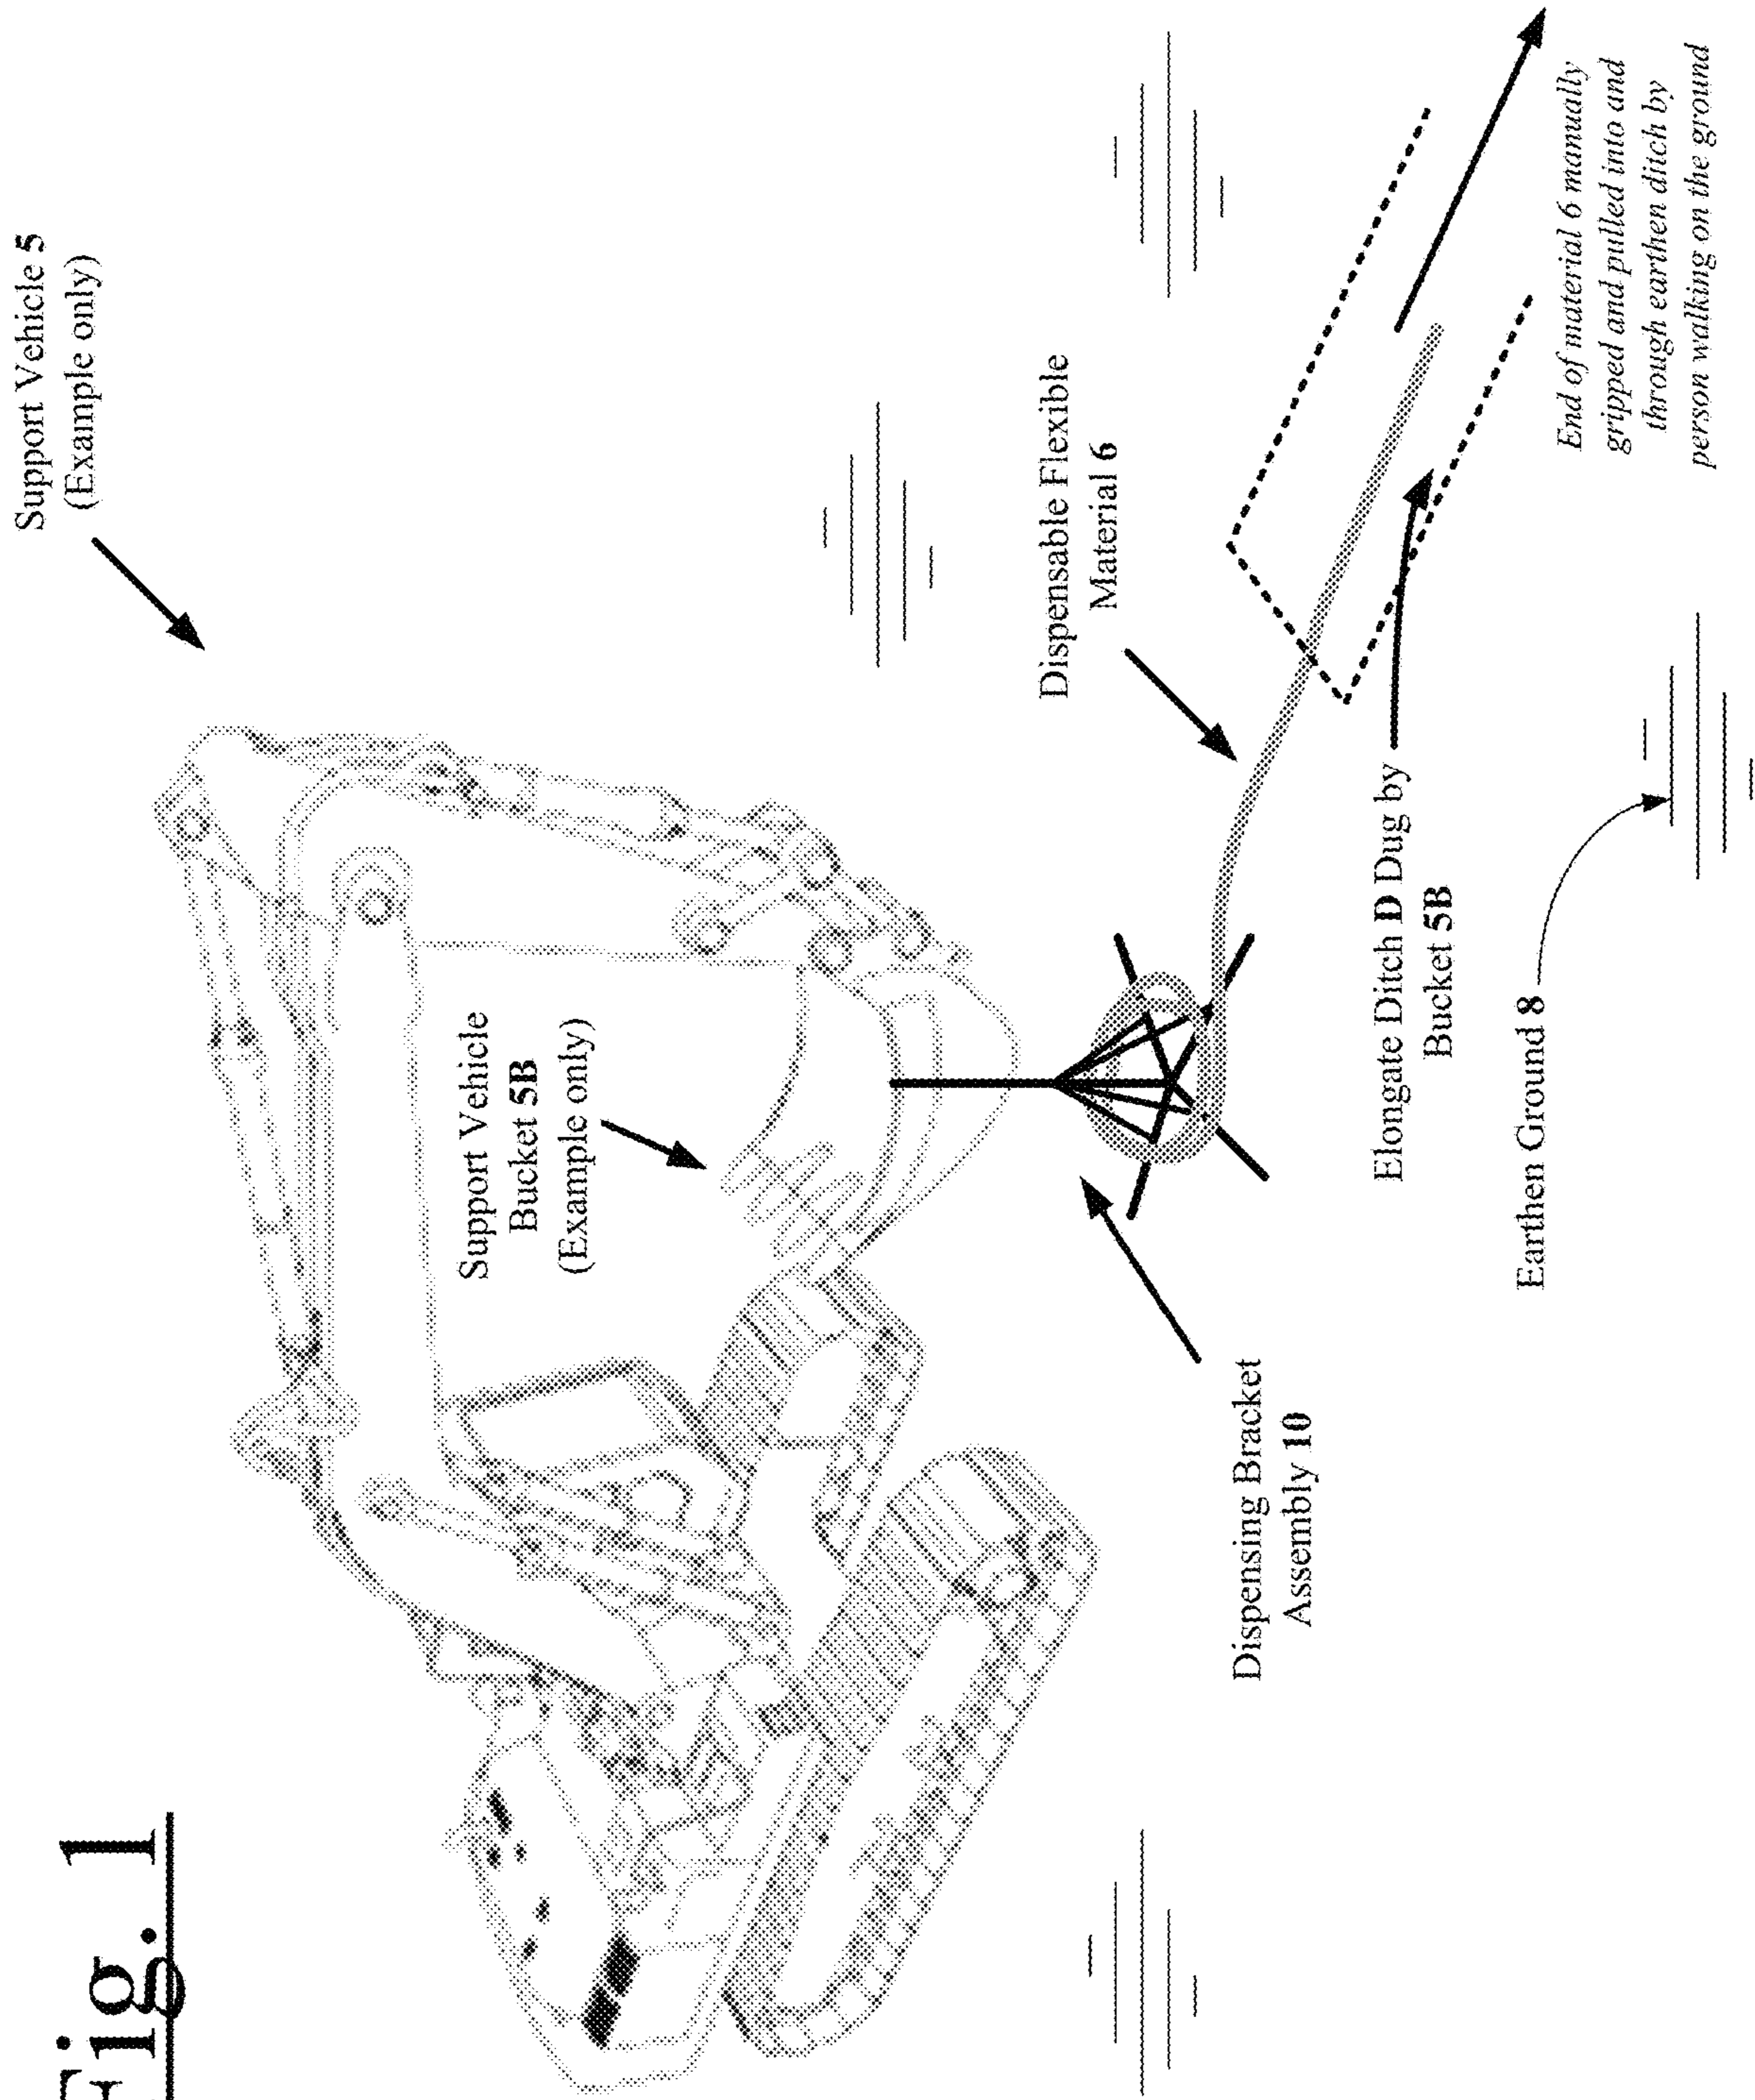 Fig. 1
Support Vehicle 5
(Example only)
Support Vehicle
Bucket 5B
(Example only)
Dispensable Flexible
Material 6
Dispensing Bracket
Assembly 10
Elongate Ditch D Dug by
Bucket 5B
Earthen Ground 8
End of material 6 manually
gripped and pulled into and
through earthen ditch by
person walking on the ground